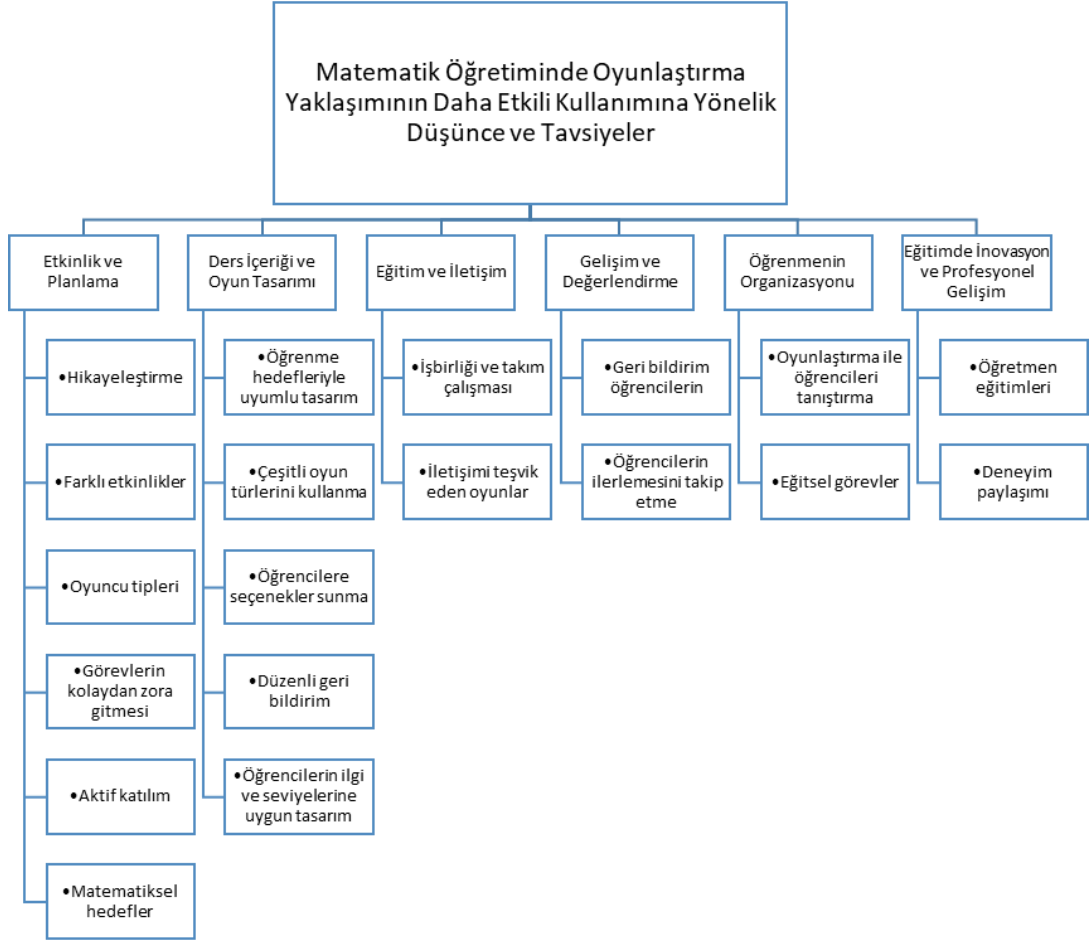 Matematik Öğretiminde Oyunlaştırma
Yaklaşımının Daha Etkili Kullanımına Yönelik
Düşünce ve Tavsiyeler
Etkinlik ve
Planlama
•Hikayeleştirme
•Farklı etkinlikler
•Oyuncu tipleri
•Görevlerin
kolaydan zora
gitmesi
•Aktif katılım
•Matematiksel
hedefler
Ders İçeriği ve
Oyun Tasarımı
•Öğrenme
hedefleriyle
uyumlu tasarım
•Çeşitli oyun
türlerini kullanma
•Öğrencilere
seçenekler sunma
•Düzenli geri
bildirim
•Öğrencilerin ilgi
ve seviyelerine
uygun tasarım
Eğitim ve İletişim
•İşbirliği ve takım
çalışması
•İletişimi teşvik
eden oyunlar
Gelişim ve
Değerlendirme
•Geri bildirim
öğrencilerin
•Öğrencilerin
ilerlemesini takip
etme
Öğrenmenin
Organizasyonu
•Oyunlaştırma ile
öğrencileri
tanıştırma
•Eğitsel görevler
Eğitimde İnovasyon
ve Profesyonel
Gelişim
•Öğretmen
eğitimleri
•Deneyim
paylaşımı